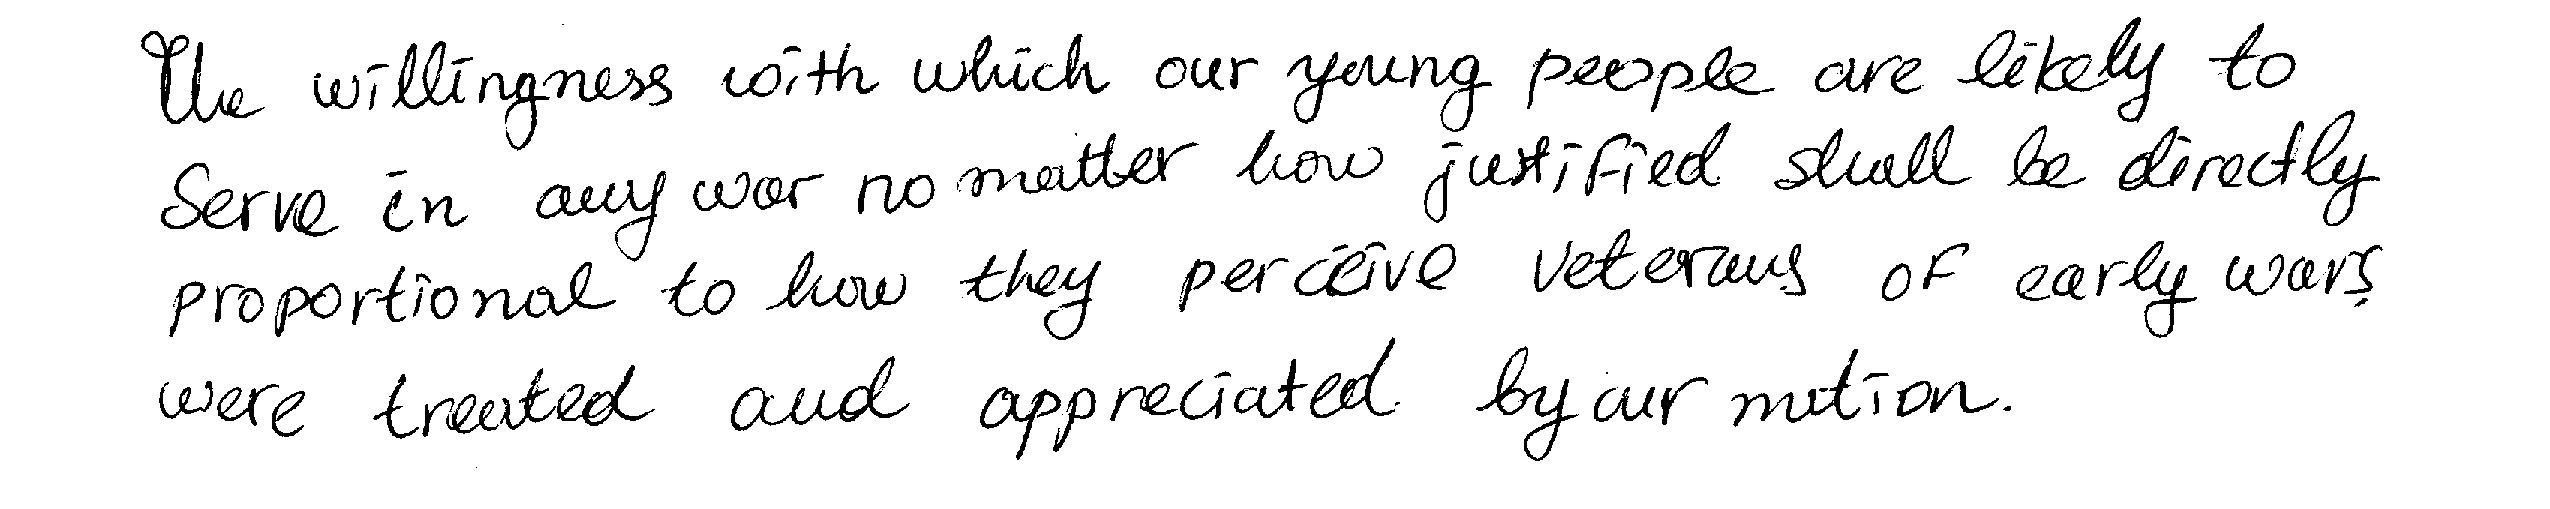 The willingness with which our young people are likely to
Serve in any war no matter how justified shall be directly
proportional to how they perceive veterans of early wars
were treated and appreciated by our nation.